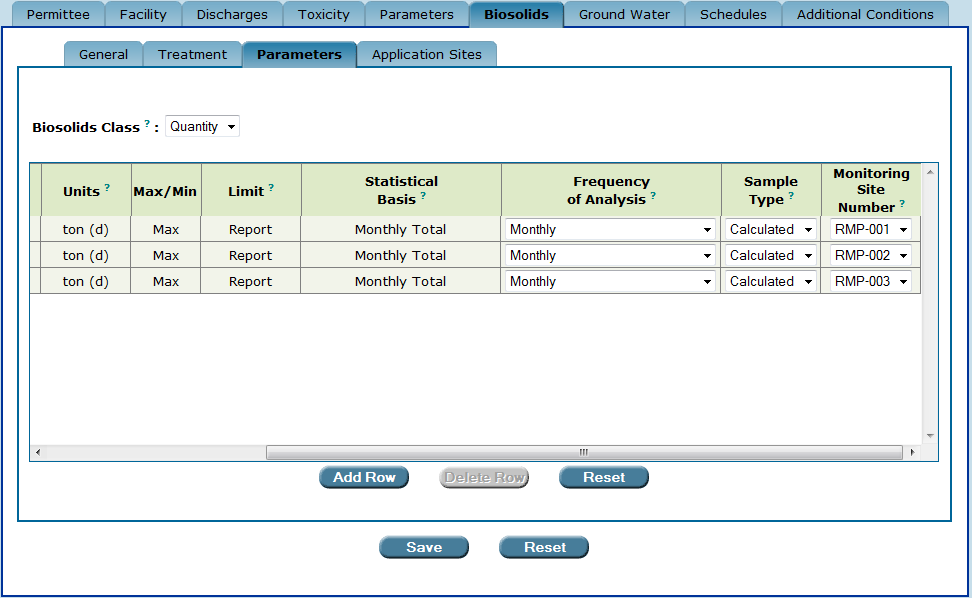 Permittee Facility Discharges Toxicity Parameters Biosolids Ground Water Schedules Additional Conditions
General Treatment Parameters Application Sites
Biosolids Class ? : Quantity
Units ? Max/Min Limit ? Statistical Basis ? Frequency of Analysis ? Sample Type ? Monitoring Site Number ?
ton (d) Max Report Monthly Total Monthly Calculated RMP-001
ton (d) Max Report Monthly Total Monthly Calculated RMP-002
ton (d) Max Report Monthly Total Monthly Calculated RMP-003
Add Row Delete Row Reset
Save Reset